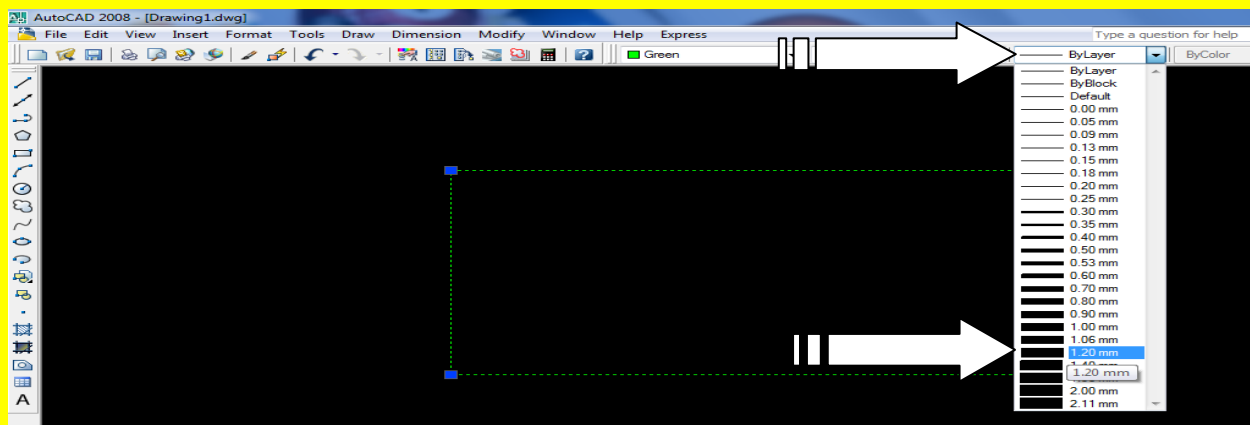 AutoCAD 2008 - [Drawing1.dwg]
File Edit View Insert Format Tools Draw Dimension Modify Window Help Express
Type a question for help
Green
ByLayer
ByColor
ByLayer
ByBlock
Default
0.00 mm
0.05 mm
0.09 mm
0.13 mm
0.15 mm
0.18 mm
0.20 mm
0.25 mm
0.30 mm
0.35 mm
0.40 mm
0.50 mm
0.53 mm
0.60 mm
0.70 mm
0.80 mm
0.90 mm
1.00 mm
1.06 mm
1.20 mm
1.20 mm
2.00 mm
2.11 mm
A